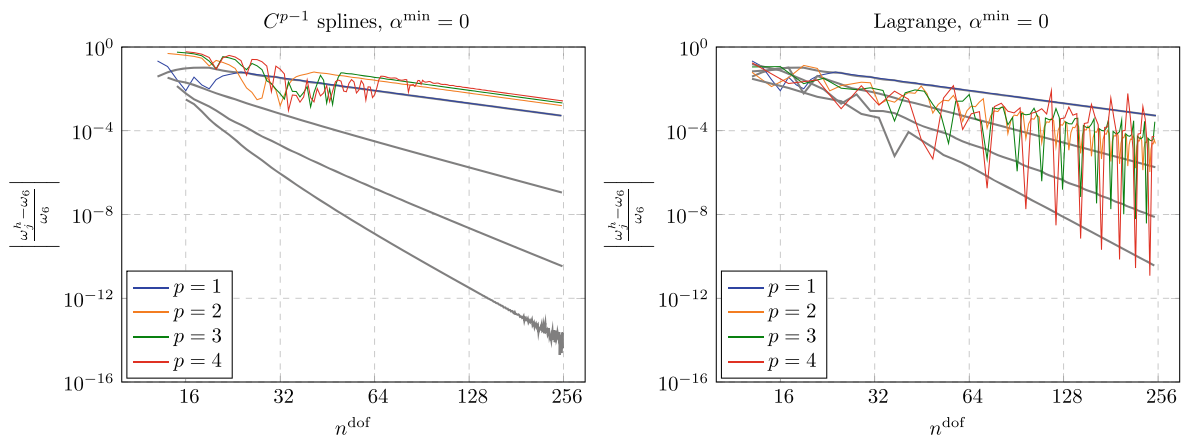 C^{p−1} splines, α^{min} = 0
10^0
10^{−4}
10^{−8}
10^{−12}
10^{−16}
|ω_j^h − ω_6 / ω_6|
p = 1
p = 2
p = 3
p = 4
16 32 64 128 256
n^{dof}
Lagrange, α^{min} = 0
10^0
10^{−4}
10^{−8}
10^{−12}
10^{−16}
|ω_j^h − ω_6 / ω_6|
p = 1
p = 2
p = 3
p = 4
16 32 64 128 256
n^{dof}